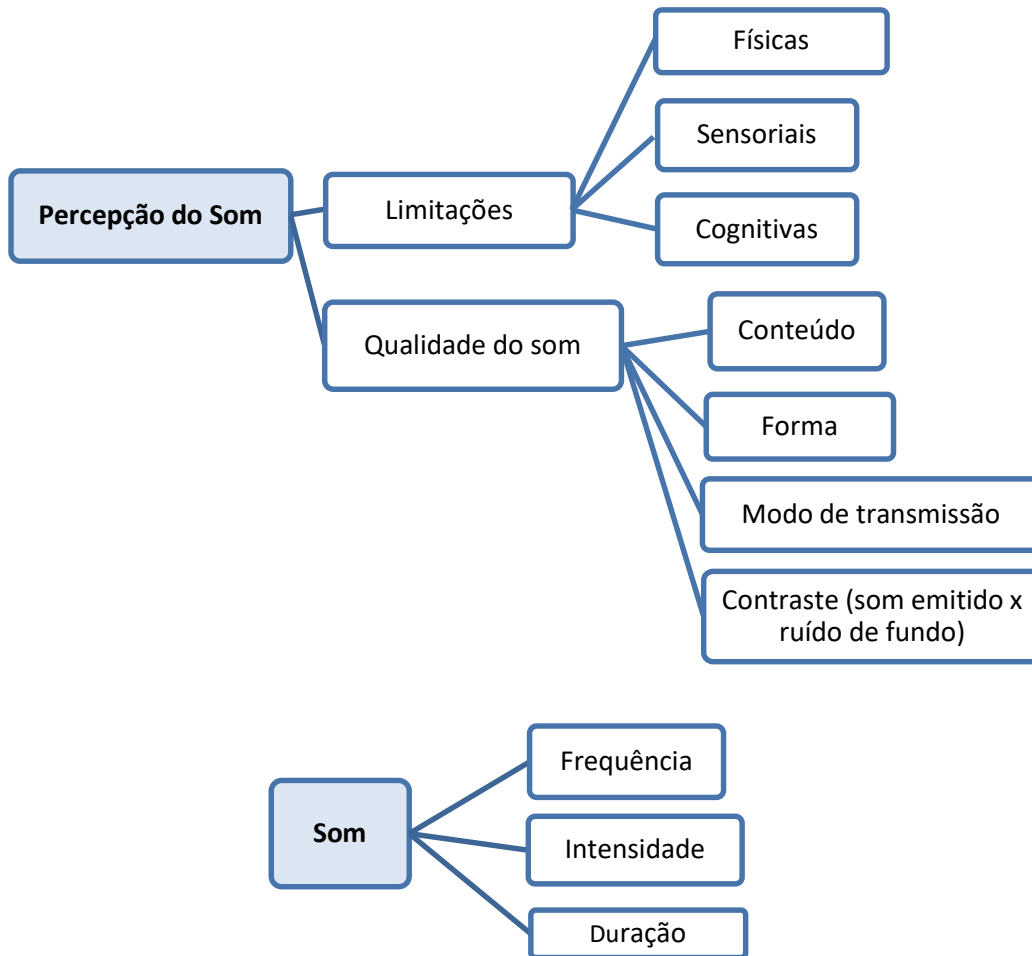 Físicas
Sensoriais
Percepção do Som
Limitações
Cognitivas
Qualidade do som
Conteúdo
Forma
Modo de transmissão
Contraste (som emitido x
ruído de fundo)
Frequência
Som
Intensidade
Duração